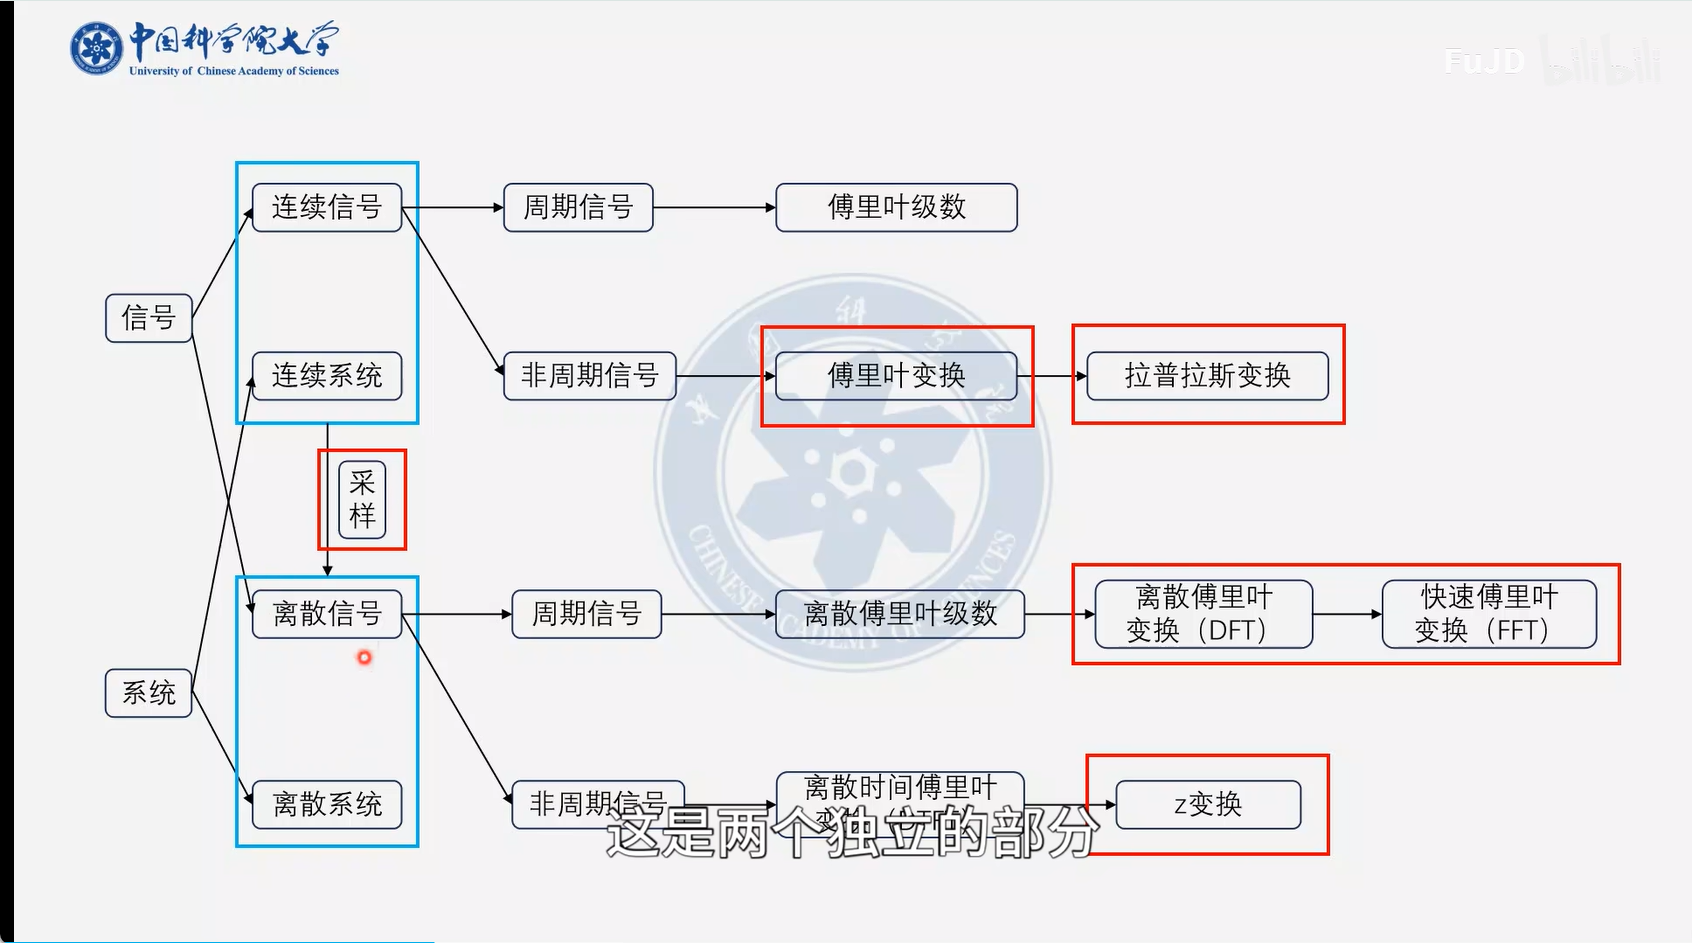 中国科学院大学
University of Chinese Academy of Sciences
FuJD bilibili
连续信号
周期信号
傅里叶级数
信号
连续系统
非周期信号
傅里叶变换
拉普拉斯变换
采
样
离散信号
周期信号
离散傅里叶级数
离散傅里叶
变换（DFT）
快速傅里叶
变换（FFT）
系统
离散系统
非周期信号
离散时间傅里叶
z变换
这是两个独立的部分
CHINESE ACADEMY OF SCIENCES